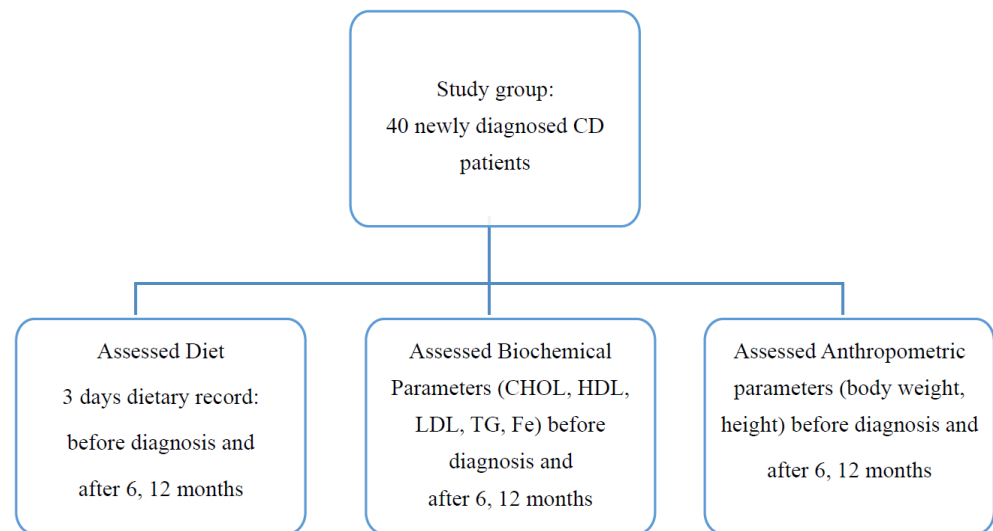 Study group:
40 newly diagnosed CD
patients
Assessed Diet
3 days dietary record:
before diagnosis and
after 6, 12 months
Assessed Biochemical
Parameters (CHOL, HDL,
LDL, TG, Fe) before
diagnosis and
after 6, 12 months
Assessed Anthropometric
parameters (body weight,
height) before diagnosis and
after 6, 12 months